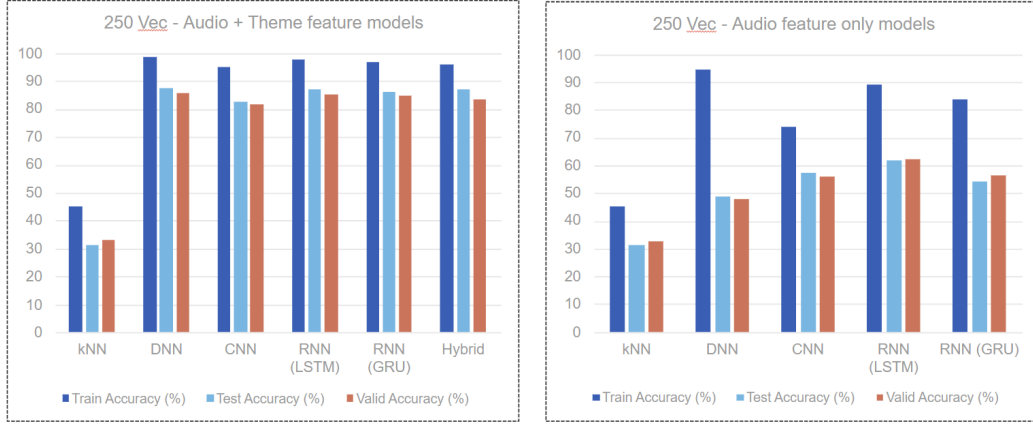 250 Vec - Audio + Theme feature models
100
90
80
70
60
50
40
30
20
10
0
kNN
DNN
CNN
RNN
(LSTM)
RNN
(GRU)
Hybrid
Train Accuracy (%)
Test Accuracy (%)
Valid Accuracy (%)
250 Vec - Audio feature only models
100
90
80
70
60
50
40
30
20
10
0
kNN
DNN
CNN
RNN
(LSTM)
RNN (GRU)
Train Accuracy (%)
Test Accuracy (%)
Valid Accuracy (%)